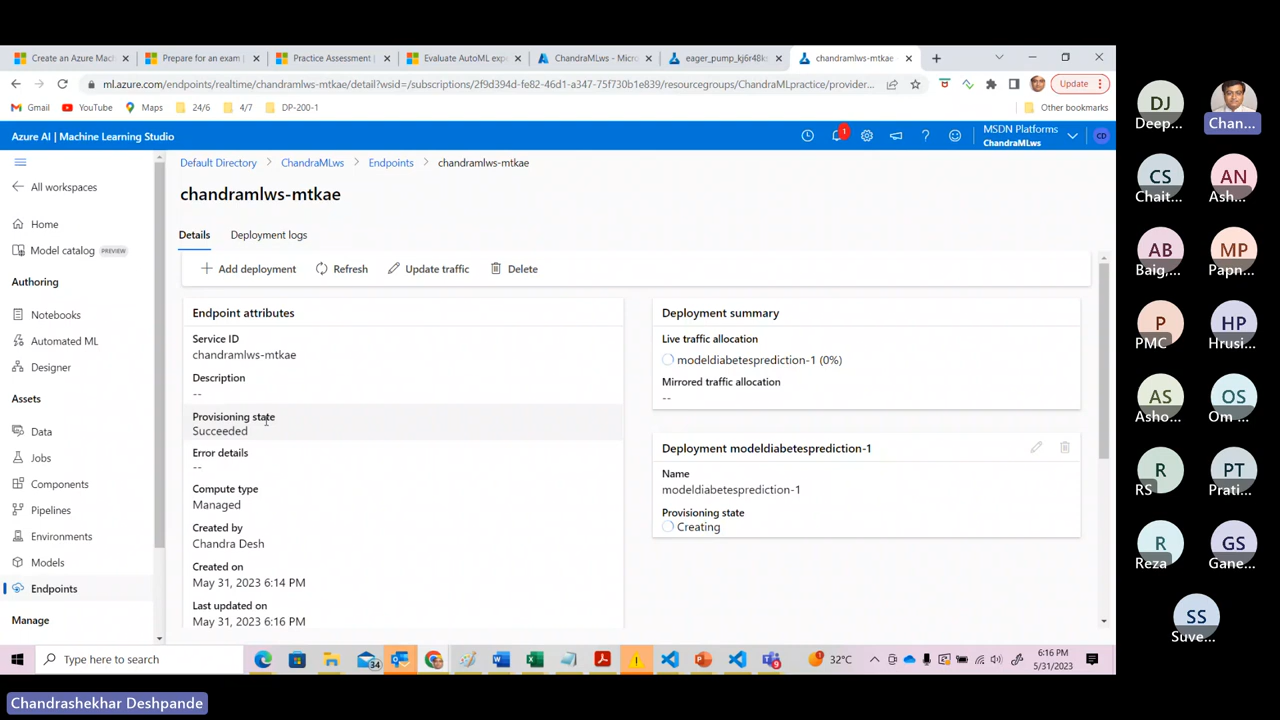 Create an Azure Mach
Prepare for an exam
Practice Assessment
Evaluate AutoML exp
ChandraMLws - Micros
eager_pump_kj6r48ks
chandramlws-mtkae
ml.azure.com/endpoints/realtime/chandramlws-mtkae/detail?wsid=/subscriptions/2f9d394d-fe82-46d1-a347-75f730b1e839/resourcegroups/ChandraMLpractice/provider...
Update
Gmail
YouTube
Maps
24/6
4/7
DP-200-1
Other bookmarks
Azure AI | Machine Learning Studio
1
MSDN Platforms
ChandraMLws
CD
All workspaces
Home
Model catalog PREVIEW
Authoring
Notebooks
Automated ML
Designer
Assets
Data
Jobs
Components
Pipelines
Environments
Models
Endpoints
Manage
Default Directory > ChandraMLws > Endpoints > chandramlws-mtkae
chandramlws-mtkae
Details
Deployment logs
Add deployment
Refresh
Update traffic
Delete
Endpoint attributes
Service ID
chandramlws-mtkae
Description
--
Provisioning state
Succeeded
Error details
--
Compute type
Managed
Created by
Chandra Desh
Created on
May 31, 2023 6:14 PM
Last updated on
May 31, 2023 6:16 PM
Deployment summary
Live traffic allocation
modeldiabetesprediction-1 (0%)
Mirrored traffic allocation
--
Deployment modeldiabetesprediction-1
Name
modeldiabetesprediction-1
Provisioning state
Creating
Type here to search
34
9
32°C
6:16 PM
5/31/2023
DJ
Deep...
Chan...
CS
Chait...
AN
Ash...
AB
Baig,...
MP
Papn...
P
PMC
HP
Hrusi...
AS
Asho...
OS
Om ...
R
RS
PT
Prati...
R
Reza
GS
Gane...
SS
Suve...
Chandrashekhar Deshpande